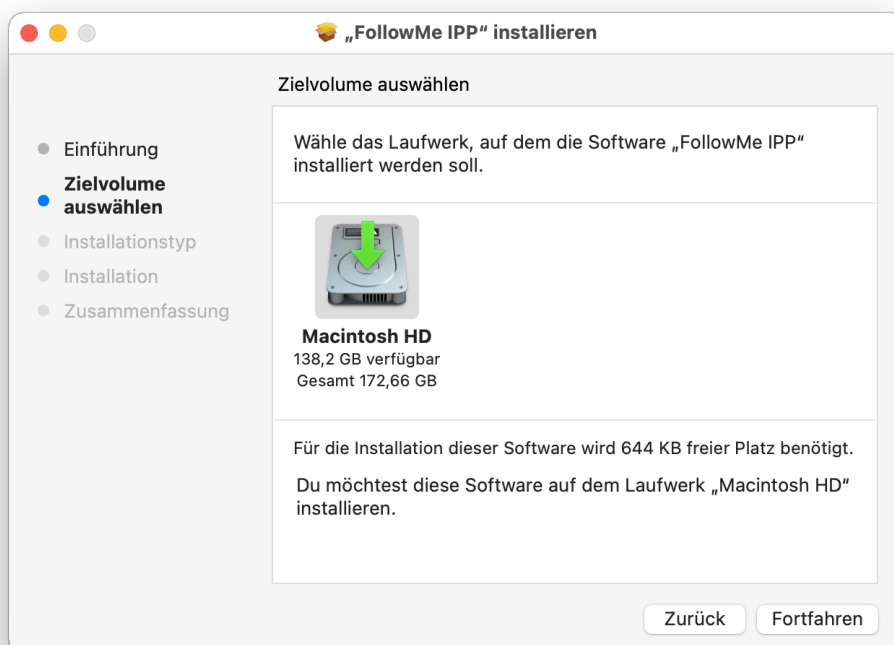 „FollowMe IPP“ installieren
Zielvolume auswählen
Einführung
Zielvolume
auswählen
Installationstyp
Installation
Zusammenfassung
Wähle das Laufwerk, auf dem die Software „FollowMe IPP“
installiert werden soll.
Macintosh HD
138,2 GB verfügbar
Gesamt 172,66 GB
Für die Installation dieser Software wird 644 KB freier Platz benötigt.
Du möchtest diese Software auf dem Laufwerk „Macintosh HD“
installieren.
Zurück
Fortfahren